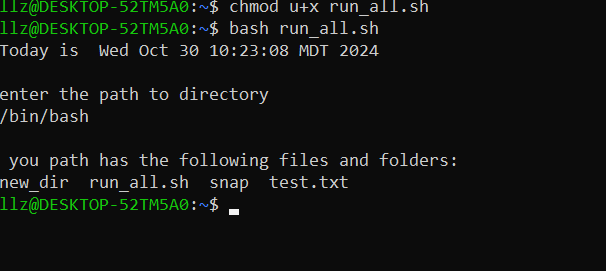 llz@DESKTOP-52TM5A0:~$ chmod u+x run_all.sh
llz@DESKTOP-52TM5A0:~$ bash run_all.sh
Today is  Wed Oct 30 10:23:08 MDT 2024
enter the path to directory
/bin/bash
you path has the following files and folders:
new_dir  run_all.sh  snap  test.txt
llz@DESKTOP-52TM5A0:~$